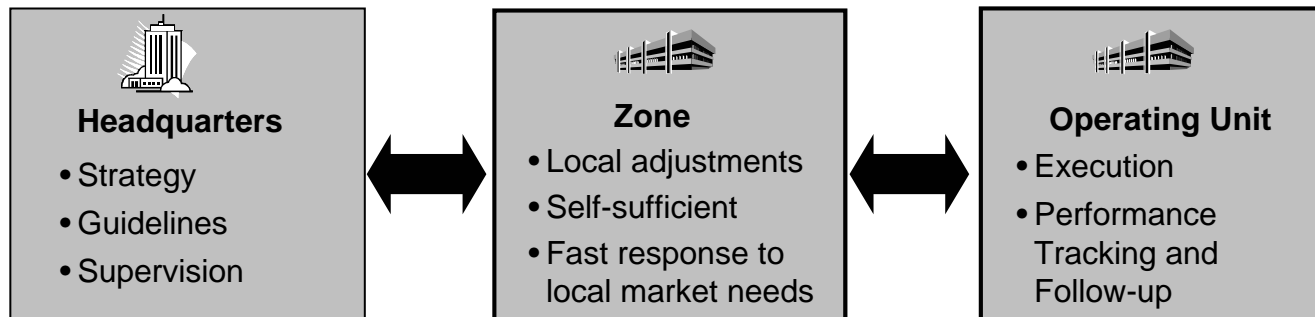 Headquarters
• Strategy
• Guidelines
• Supervision
Zone
• Local adjustments
• Self-sufficient
• Fast response to
local market needs
Operating Unit
• Execution
• Performance
Tracking and
Follow-up